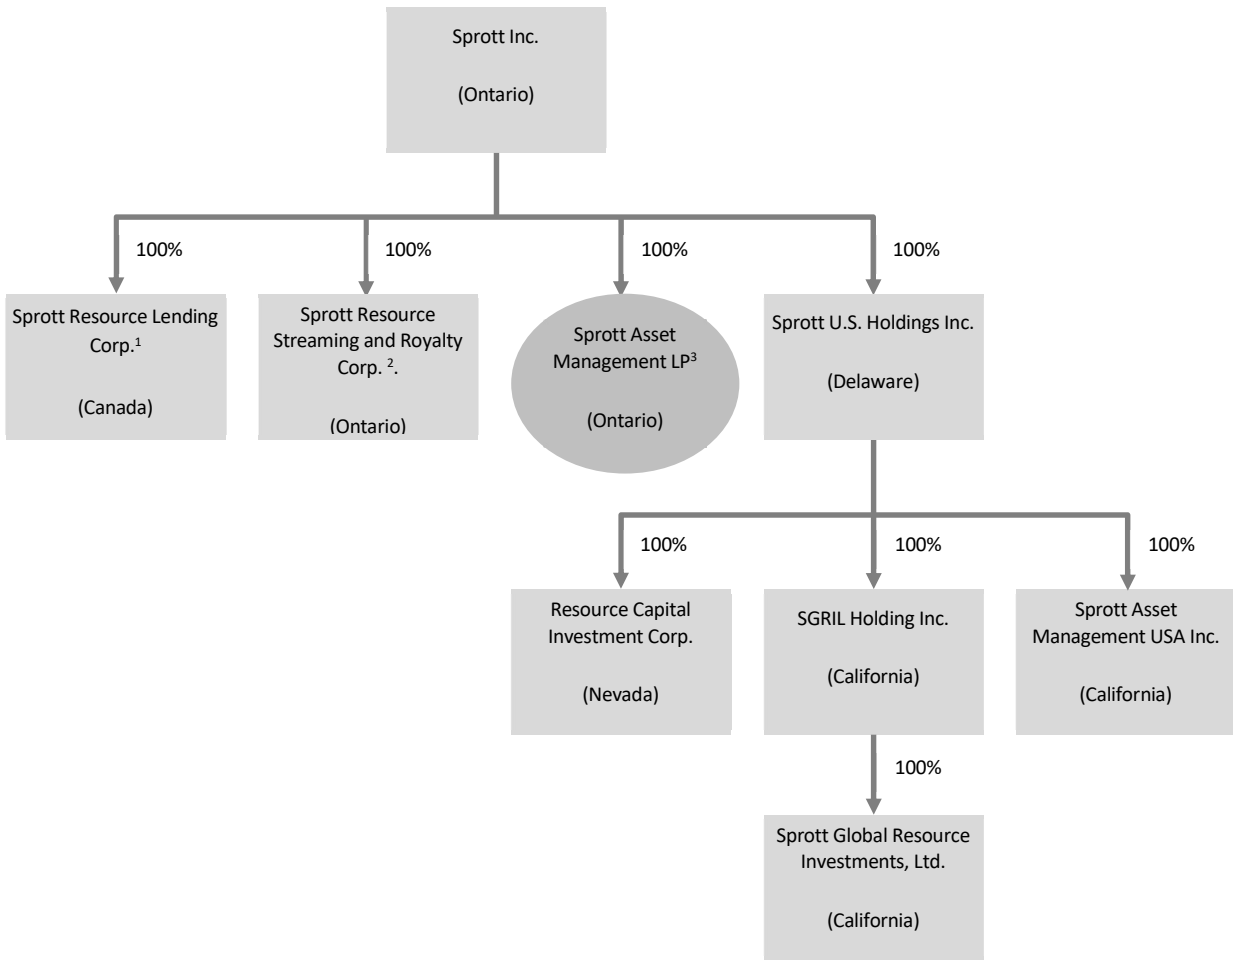 Sprott Inc.
(Ontario)
100%
100%
100%
100%
Sprott Resource Lending
Corp.¹
(Canada)
Sprott Resource
Streaming and Royalty
Corp. ².
(Ontario)
Sprott Asset
Management LP³
(Ontario)
Sprott U.S. Holdings Inc.
(Delaware)
100%
100%
100%
Resource Capital
Investment Corp.
(Nevada)
SGRIL Holding Inc.
(California)
Sprott Asset
Management USA Inc.
(California)
100%
Sprott Global Resource
Investments, Ltd.
(California)